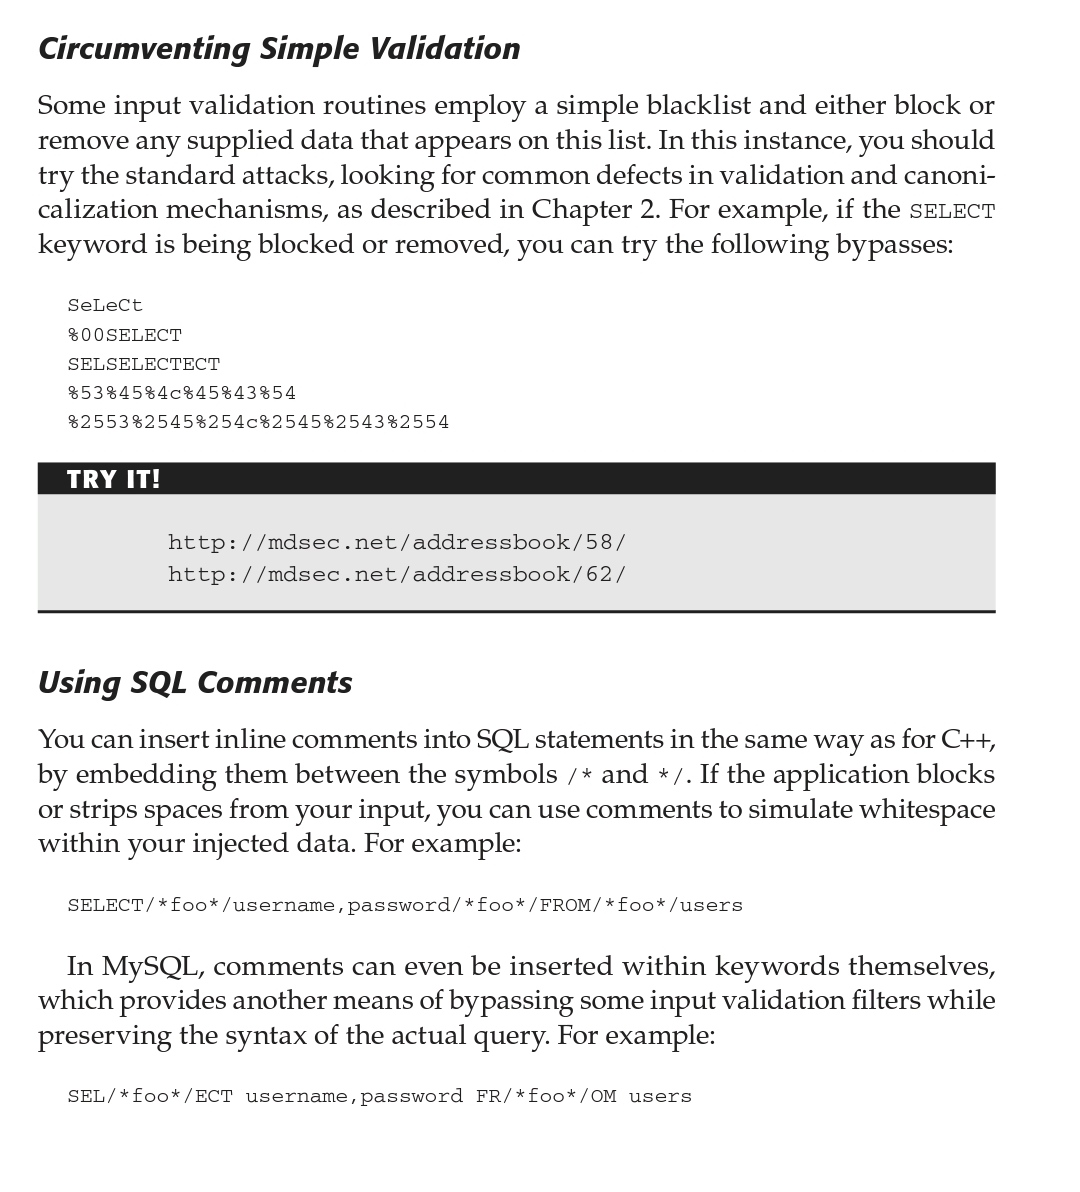 Circumventing Simple Validation
Some input validation routines employ a simple blacklist and either block or
remove any supplied data that appears on this list. In this instance, you should
try the standard attacks, looking for common defects in validation and canoni-
calization mechanisms, as described in Chapter 2. For example, if the SELECT
keyword is being blocked or removed, you can try the following bypasses:
SeLeCt
%00SELECT
SELSELECTECT
%53%45%4c%45%43%54
%2553%2545%254c%2545%2543%2554
TRY IT!
http://mdsec.net/addressbook/58/
http://mdsec.net/addressbook/62/
Using SQL Comments
You can insert inline comments into SQL statements in the same way as for C++,
by embedding them between the symbols /* and */. If the application blocks
or strips spaces from your input, you can use comments to simulate whitespace
within your injected data. For example:
SELECT/*foo*/username,password/*foo*/FROM/*foo*/users
In MySQL, comments can even be inserted within keywords themselves,
which provides another means of bypassing some input validation filters while
preserving the syntax of the actual query. For example:
SEL/*foo*/ECT username,password FR/*foo*/OM users